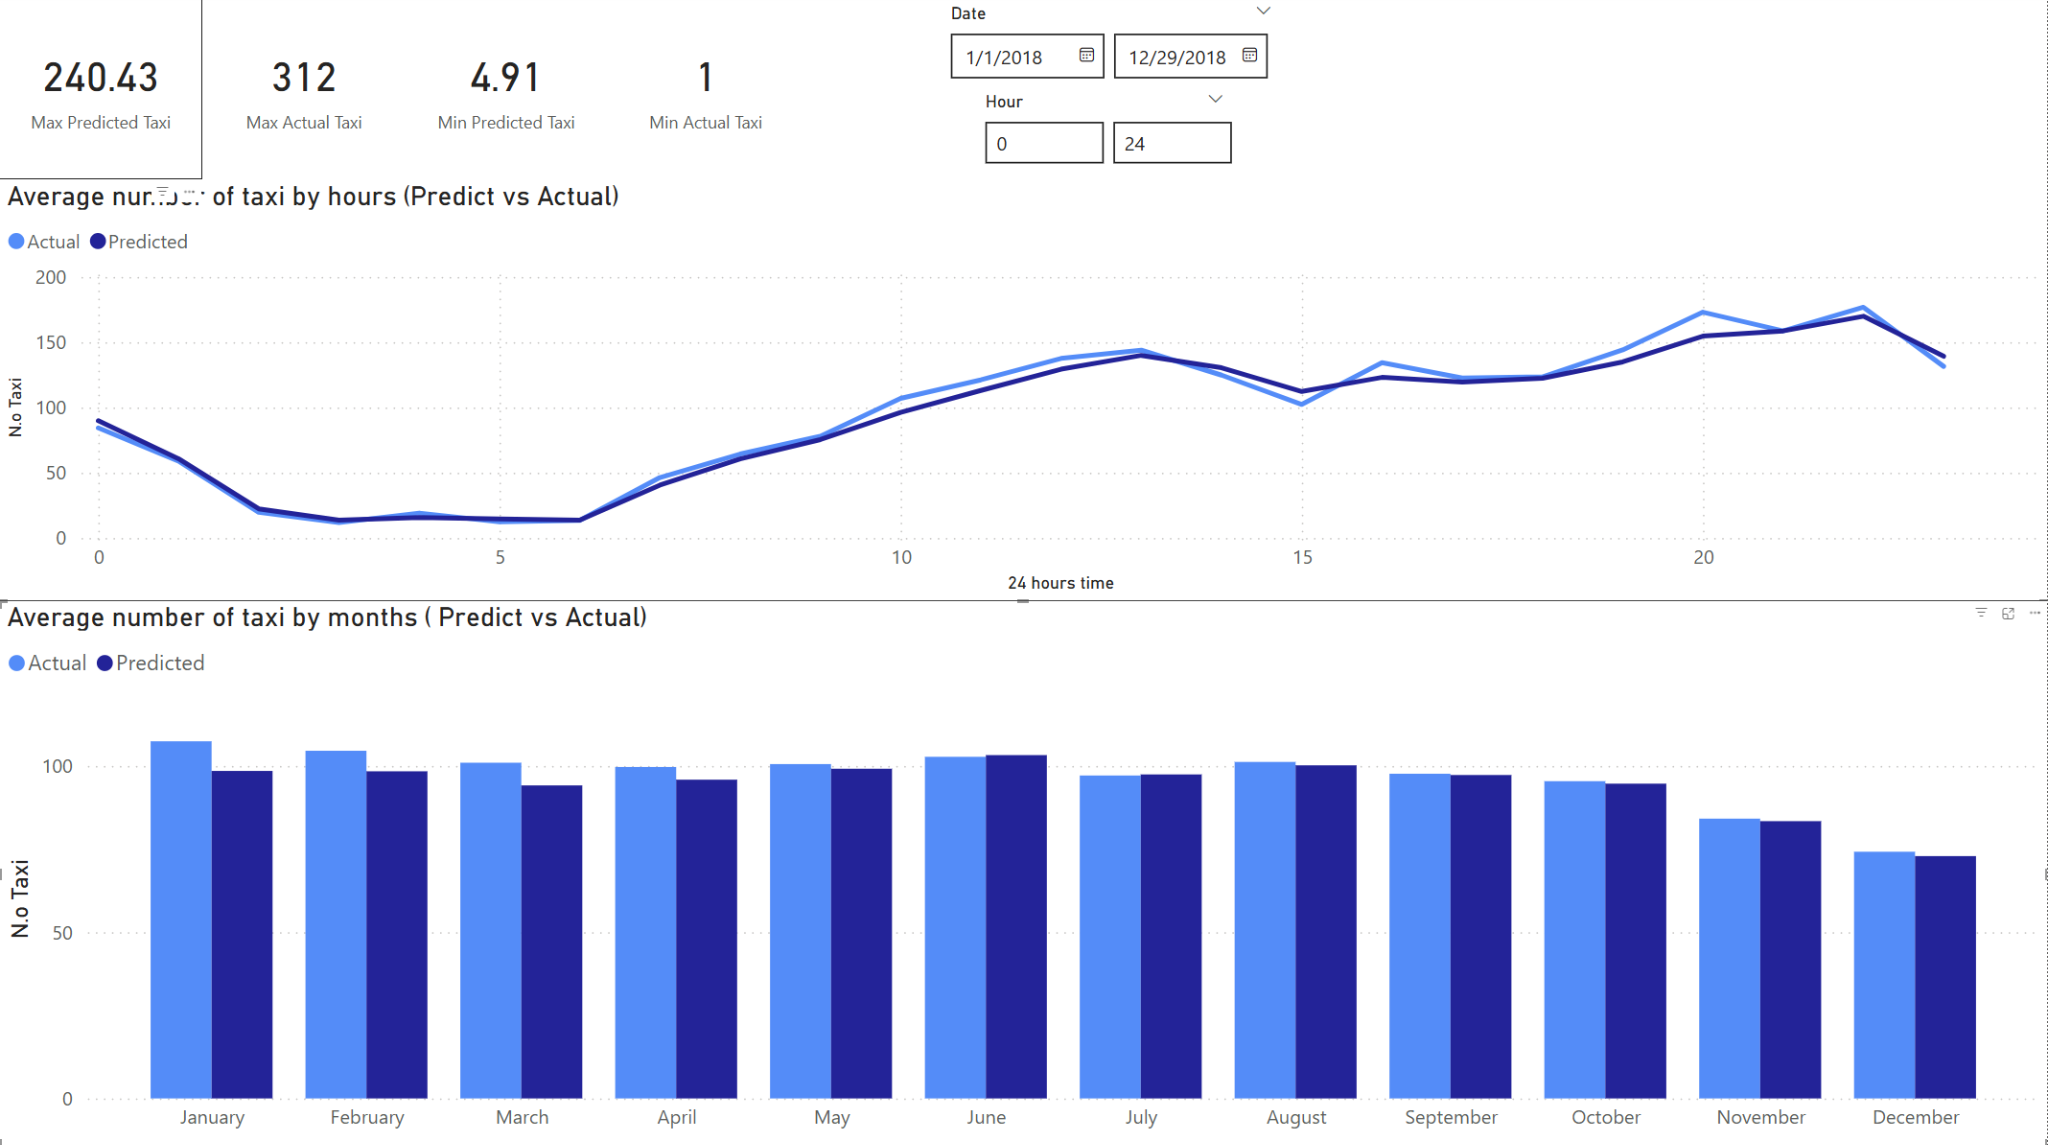 240.43
Max Predicted Taxi
312
Max Actual Taxi
4.91
Min Predicted Taxi
1
Min Actual Taxi
Date
1/1/2018
12/29/2018
Hour
0
24
Average number of taxi by hours (Predict vs Actual)
Actual Predicted
N.o Taxi
200
150
100
50
0
0 5 10 15 20
24 hours time
Average number of taxi by months ( Predict vs Actual)
Actual Predicted
N.o Taxi
100
50
0
January February March April May June July August September October November December